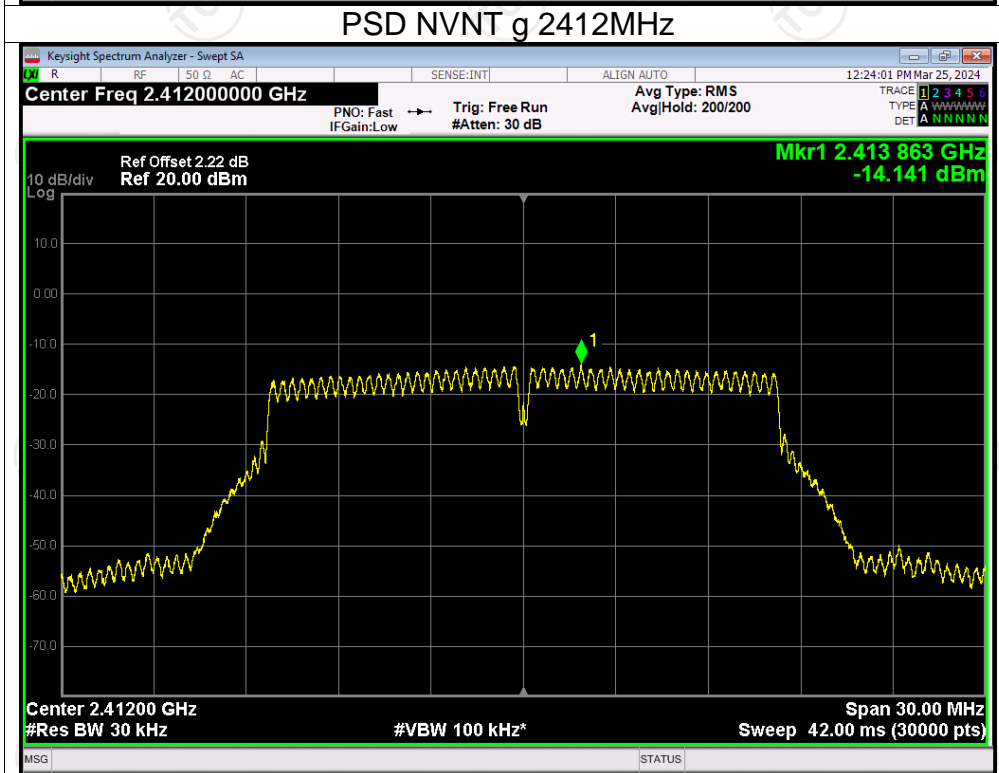 PSD NVNT g 2412MHz
Keysight Spectrum Analyzer - Swept SA
LXI R RF 50 Ω AC SENSE:INT ALIGN AUTO 12:24:01 PM Mar 25, 2024
Center Freq 2.412000000 GHz
PNO: Fast Trig: Free Run Avg Type: RMS TRACE 1 2 3 4 5 6
IFGain:Low #Atten: 30 dB Avg|Hold: 200/200 TYPE A WWWWW
DET A N N N N N
Mkr1 2.413 863 GHz
-14.141 dBm
Ref Offset 2.22 dB
10 dB/div Ref 20.00 dBm
Log
10.0
0.00
-10.0
1
-20.0
-30.0
-40.0
-50.0
-60.0
-70.0
Center 2.41200 GHz Span 30.00 MHz
#Res BW 30 kHz #VBW 100 kHz* Sweep 42.00 ms (30000 pts)
MSG STATUS